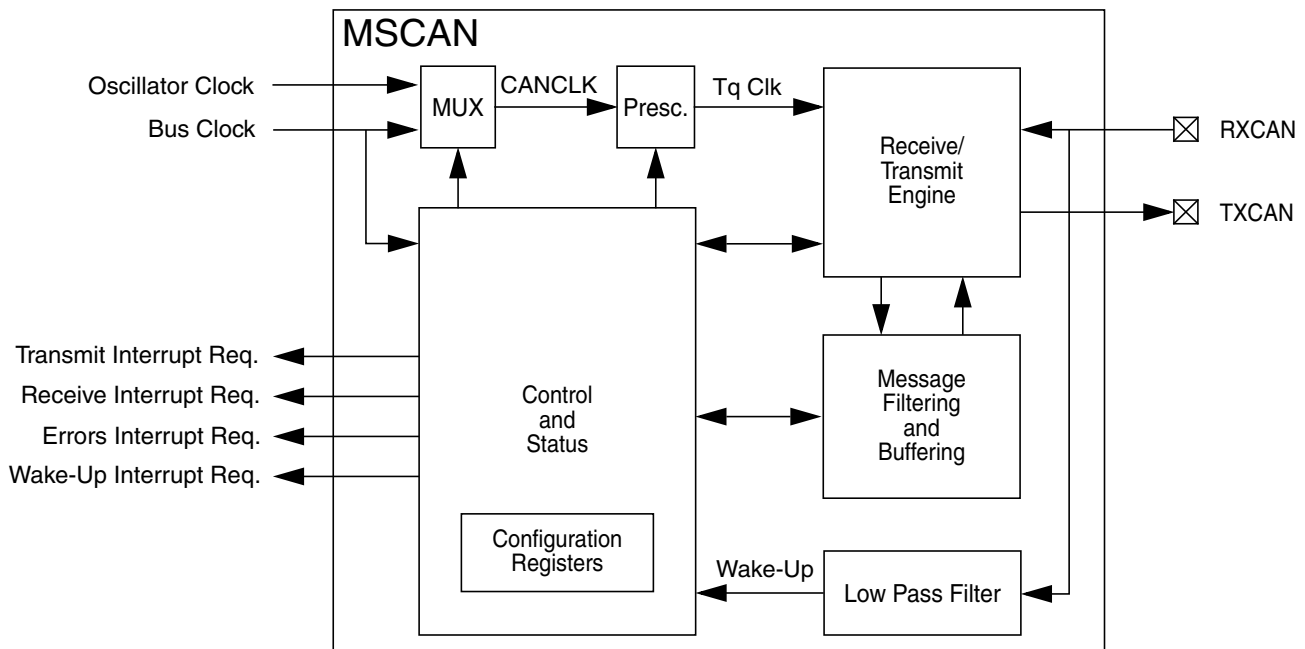 MSCAN
Oscillator Clock
Bus Clock
MUX
CANCLK
Presc.
Tq Clk
Receive/
Transmit
Engine
RXCAN
TXCAN
Transmit Interrupt Req.
Receive Interrupt Req.
Errors Interrupt Req.
Wake-Up Interrupt Req.
Control
and
Status
Message
Filtering
and
Buffering
Configuration
Registers
Wake-Up
Low Pass Filter